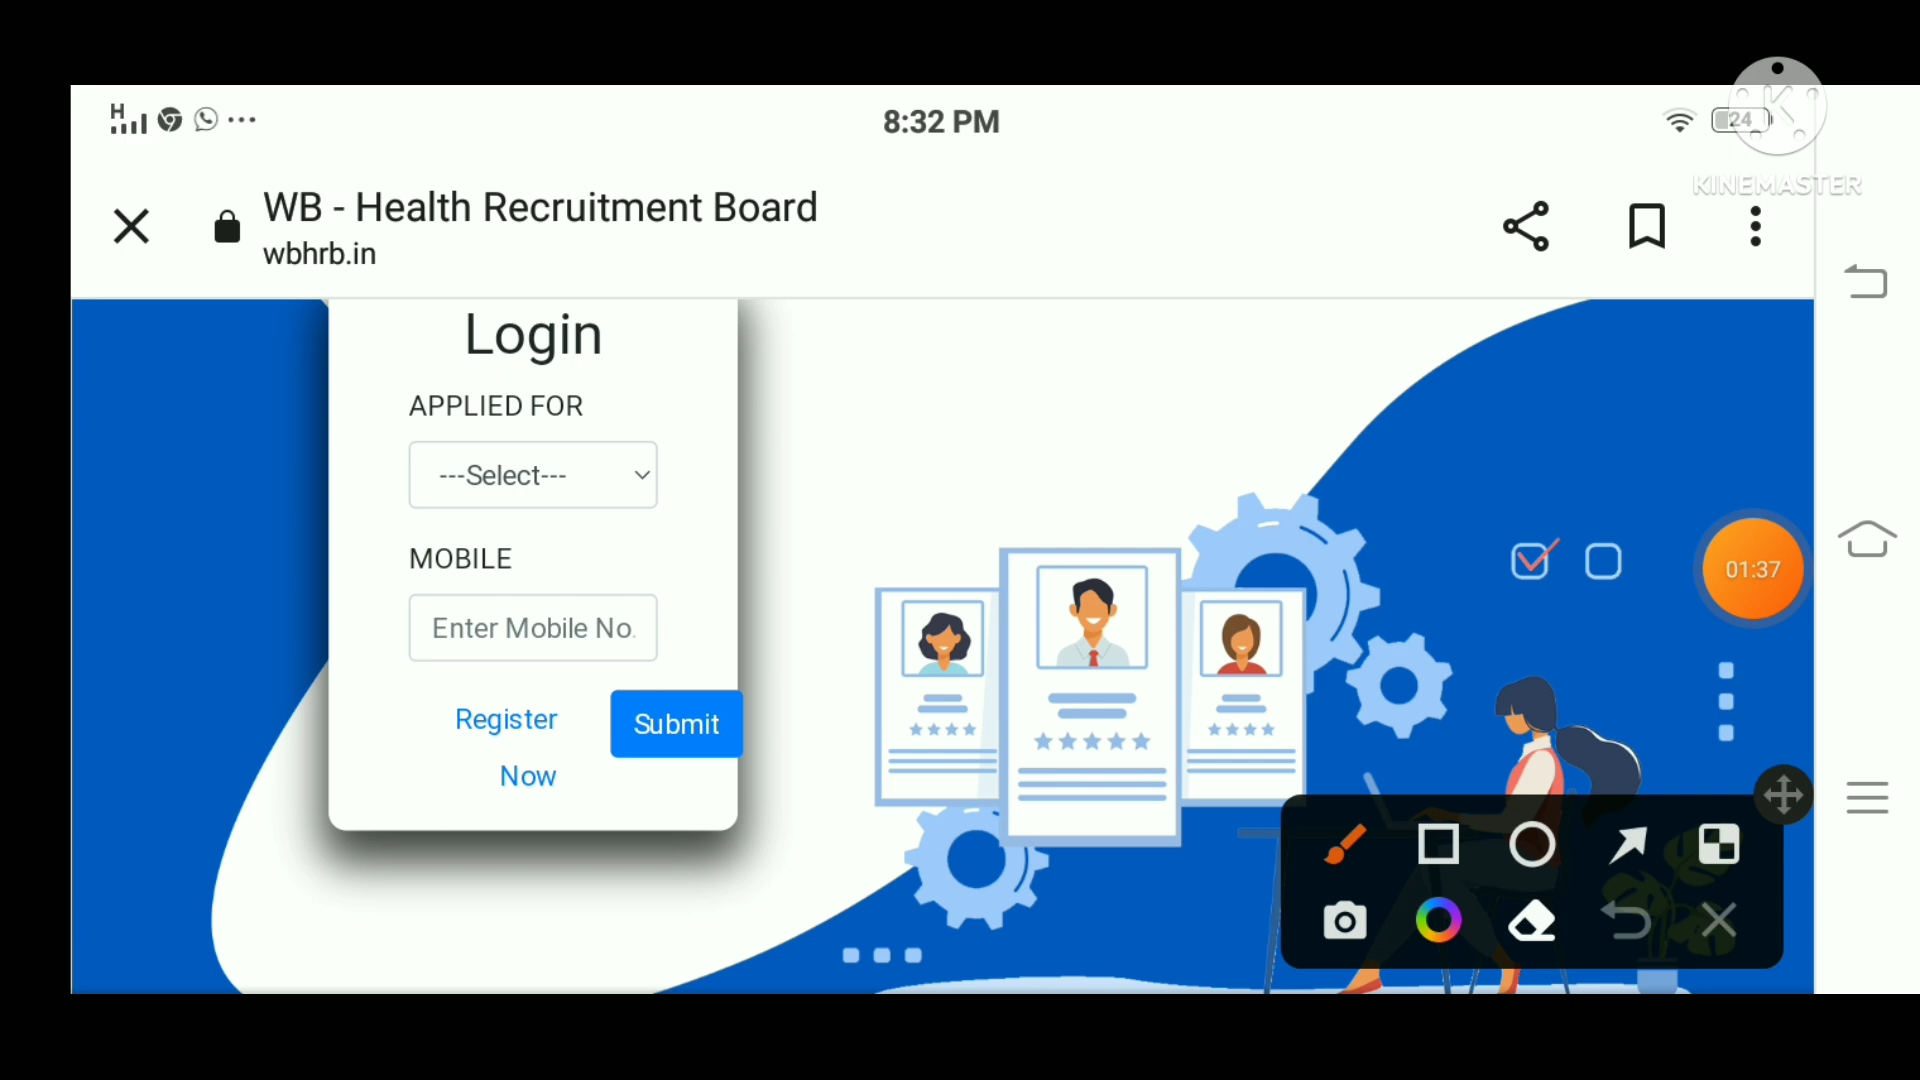 H
8:32 PM
24
KINEMASTER
WB - Health Recruitment Board
wbhrb.in
Login
APPLIED FOR
---Select---
MOBILE
Enter Mobile No.
Register
Now
Submit
01:37